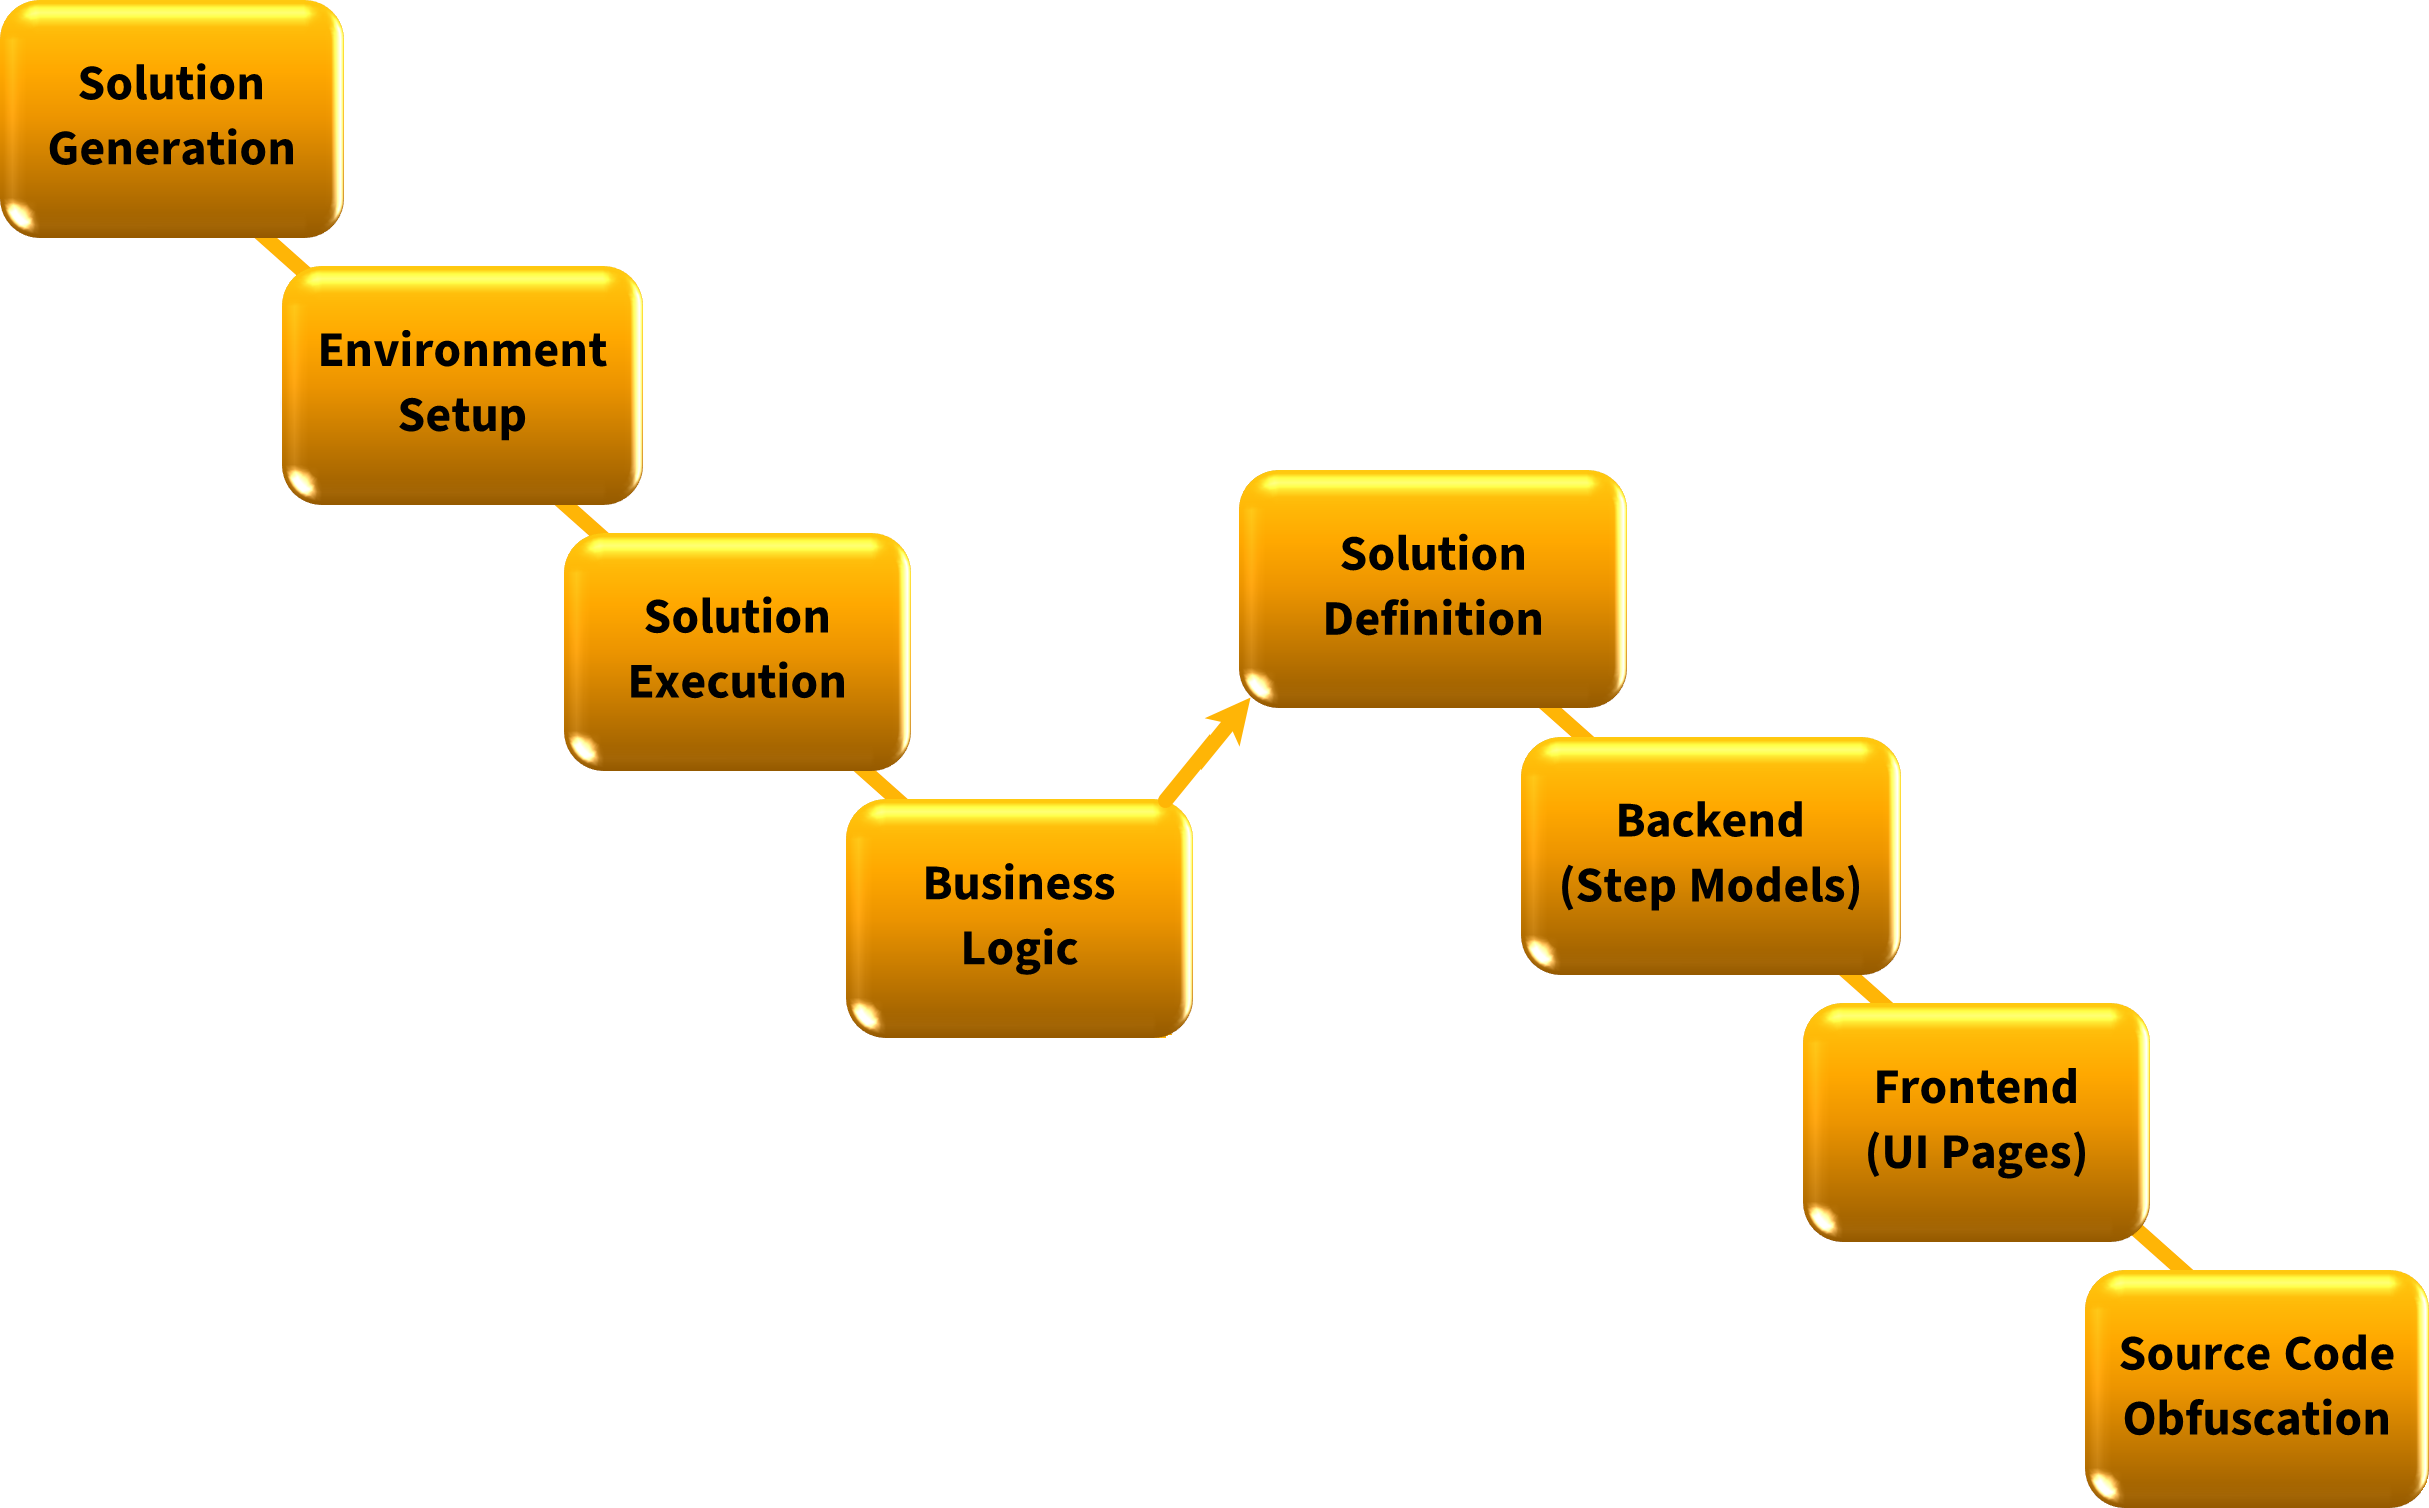 Solution
Generation
Environment
Setup
Solution
Execution
Business
Logic
Solution
Definition
Backend
(Step Models)
Frontend
(UI Pages)
Source Code
Obfuscation